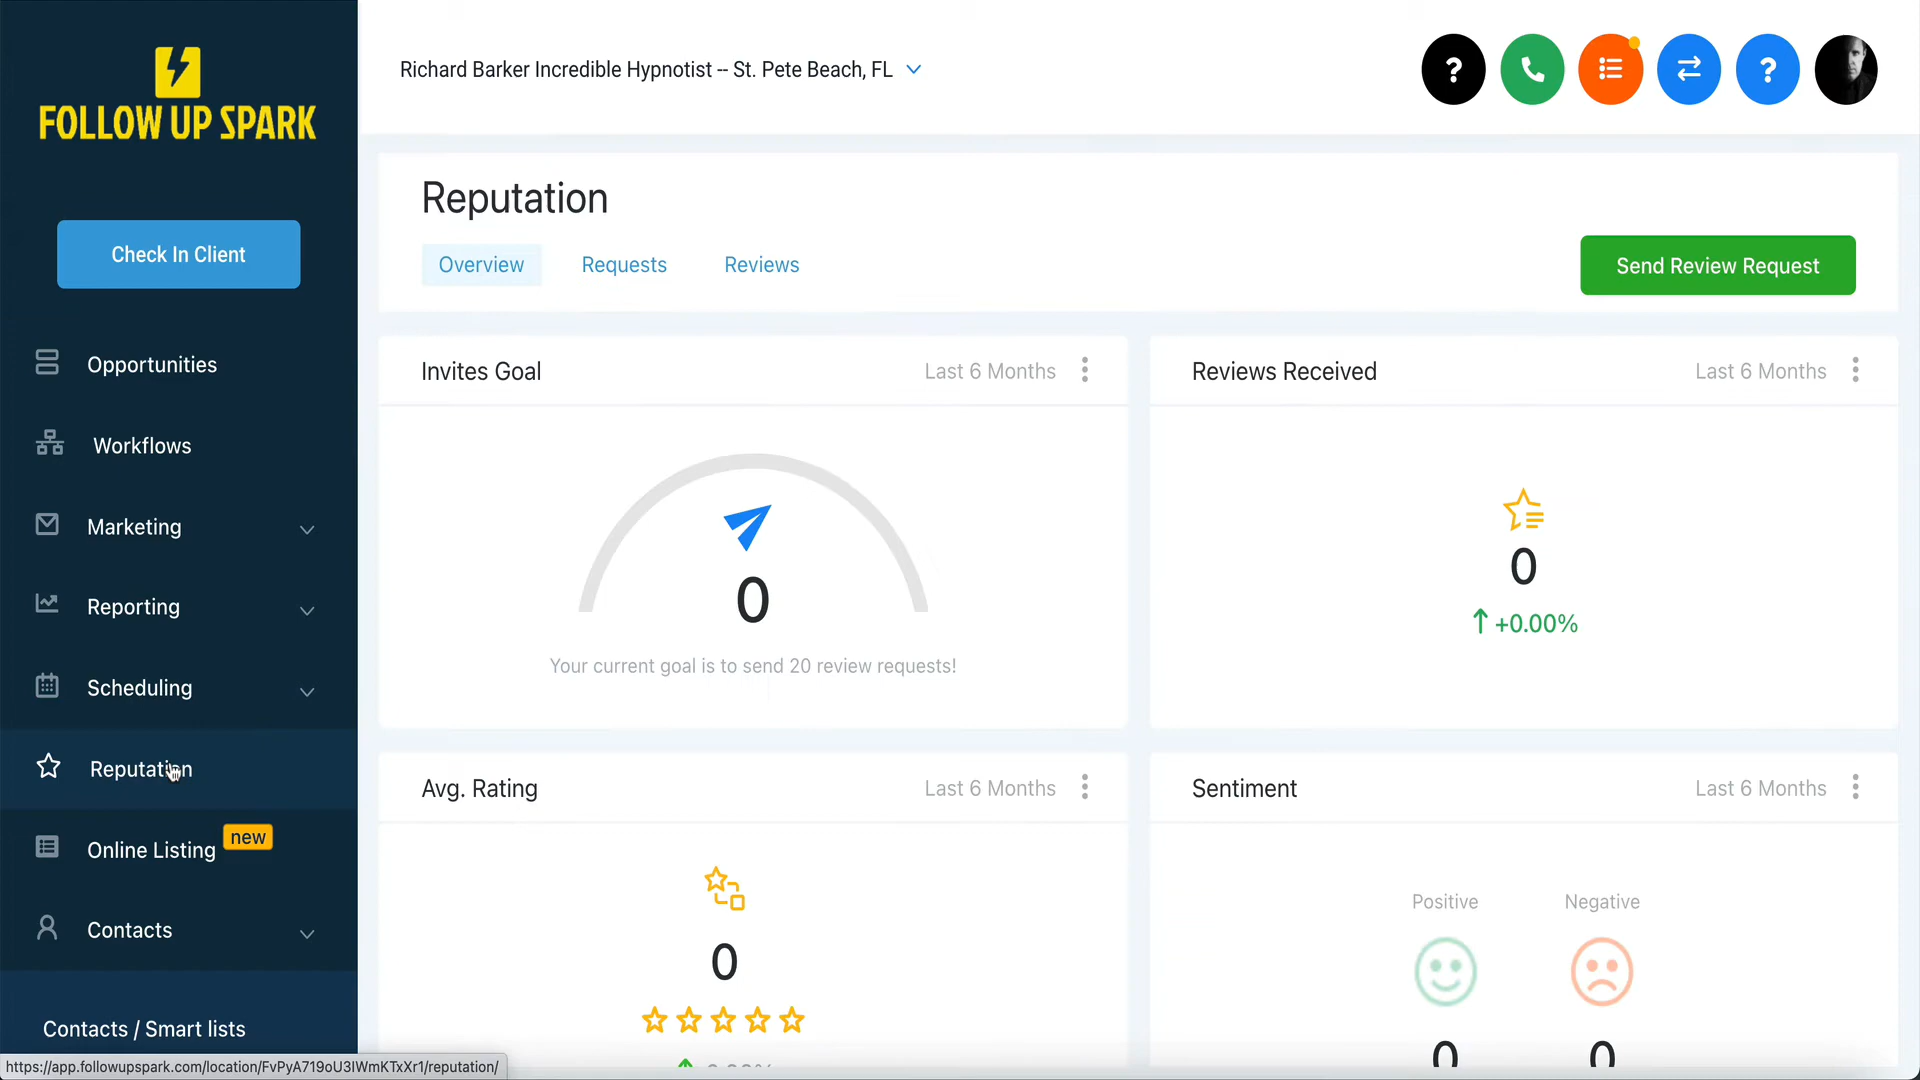 FOLLOW UP SPARK
Check In Client
Opportunities
Workflows
Marketing
Reporting
Scheduling
Reputation
Online Listing
new
Contacts
Contacts / Smart lists
https://app.followupspark.com/location/FvPyA719oU3IWmKTxXr1/reputation/
Richard Barker Incredible Hypnotist -- St. Pete Beach, FL
?
?
Reputation
Overview
Requests
Reviews
Send Review Request
Invites Goal
Last 6 Months
0
Your current goal is to send 20 review requests!
Reviews Received
Last 6 Months
0
+0.00%
Avg. Rating
Last 6 Months
0
Sentiment
Last 6 Months
Positive
Negative
0
0